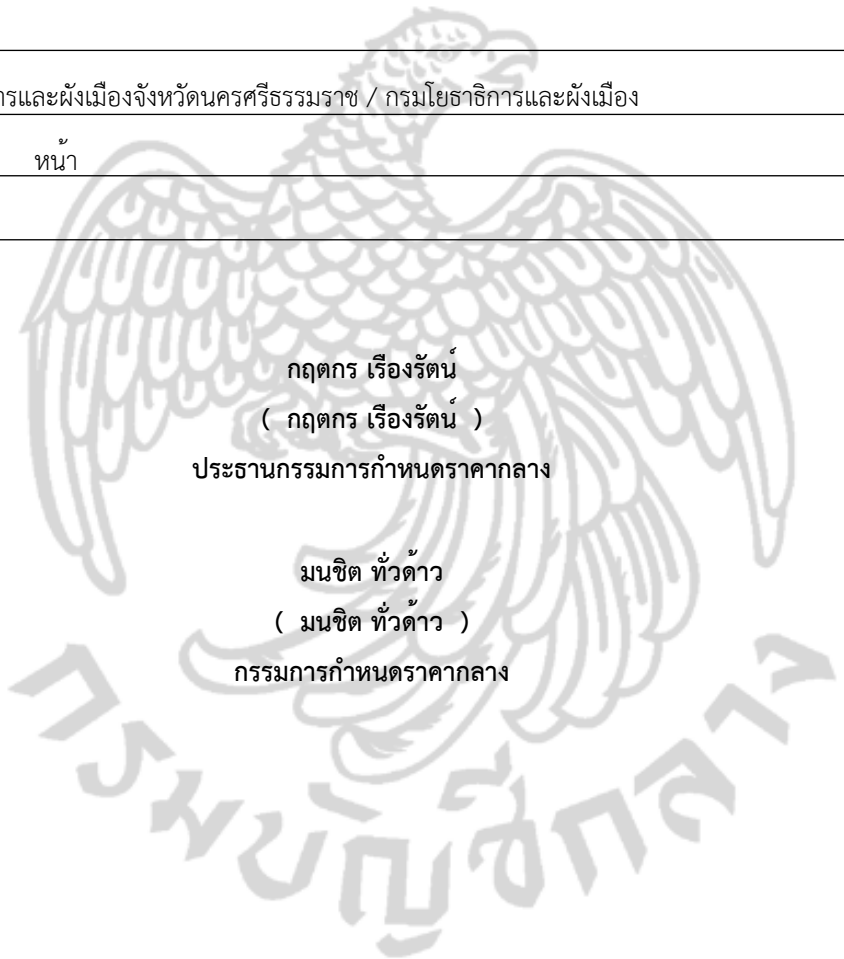 รและผังเมืองจังหวัดนครศรีธรรมราช / กรมโยธาธิการและผังเมือง
หน้า
กฤตกร เรืองรัตน์
( กฤตกร เรืองรัตน์ )
ประธานกรรมการกำหนดราคากลาง
มนชิต ทั่วด้าว
( มนชิต ทั่วด้าว )
กรรมการกำหนดราคากลาง
กรมบัญชีกลาง